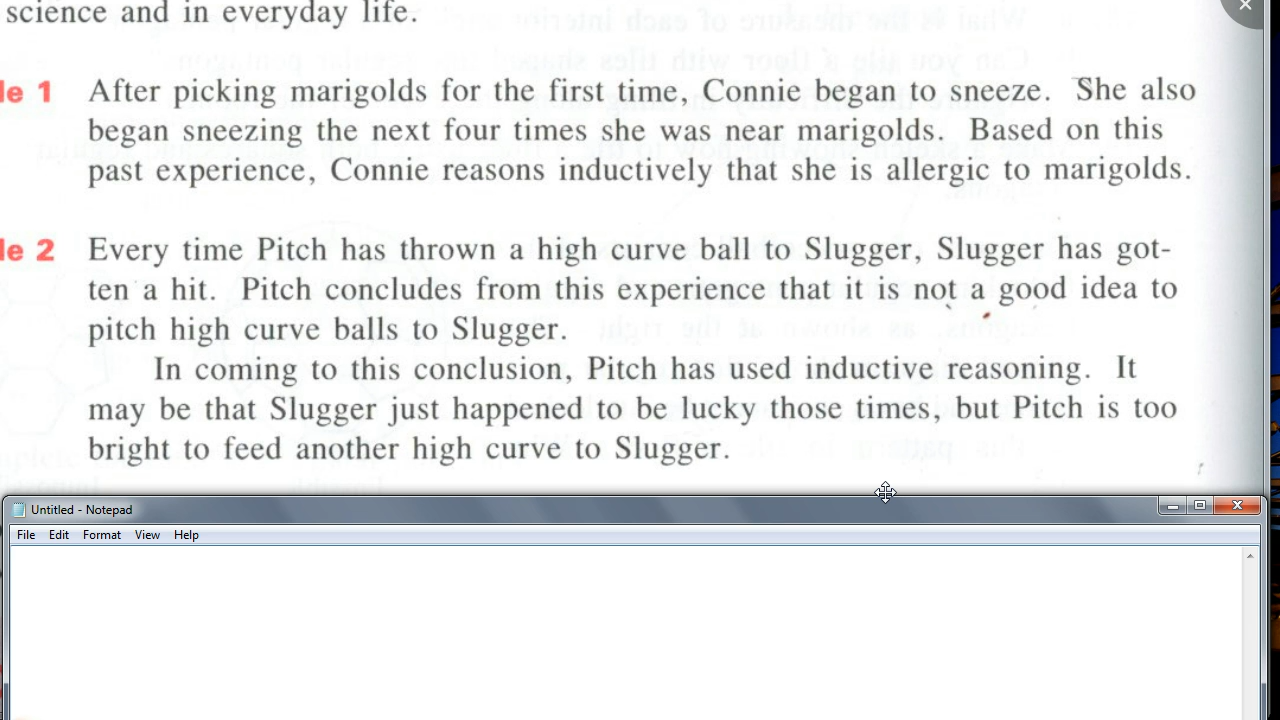 science and in everyday life.
le 1 After picking marigolds for the first time, Connie began to sneeze. She also
began sneezing the next four times she was near marigolds. Based on this
past experience, Connie reasons inductively that she is allergic to marigolds.
le 2 Every time Pitch has thrown a high curve ball to Slugger, Slugger has got-
ten a hit. Pitch concludes from this experience that it is not a good idea to
pitch high curve balls to Slugger.
In coming to this conclusion, Pitch has used inductive reasoning. It
may be that Slugger just happened to be lucky those times, but Pitch is too
bright to feed another high curve to Slugger.
Untitled - Notepad
File Edit Format View Help